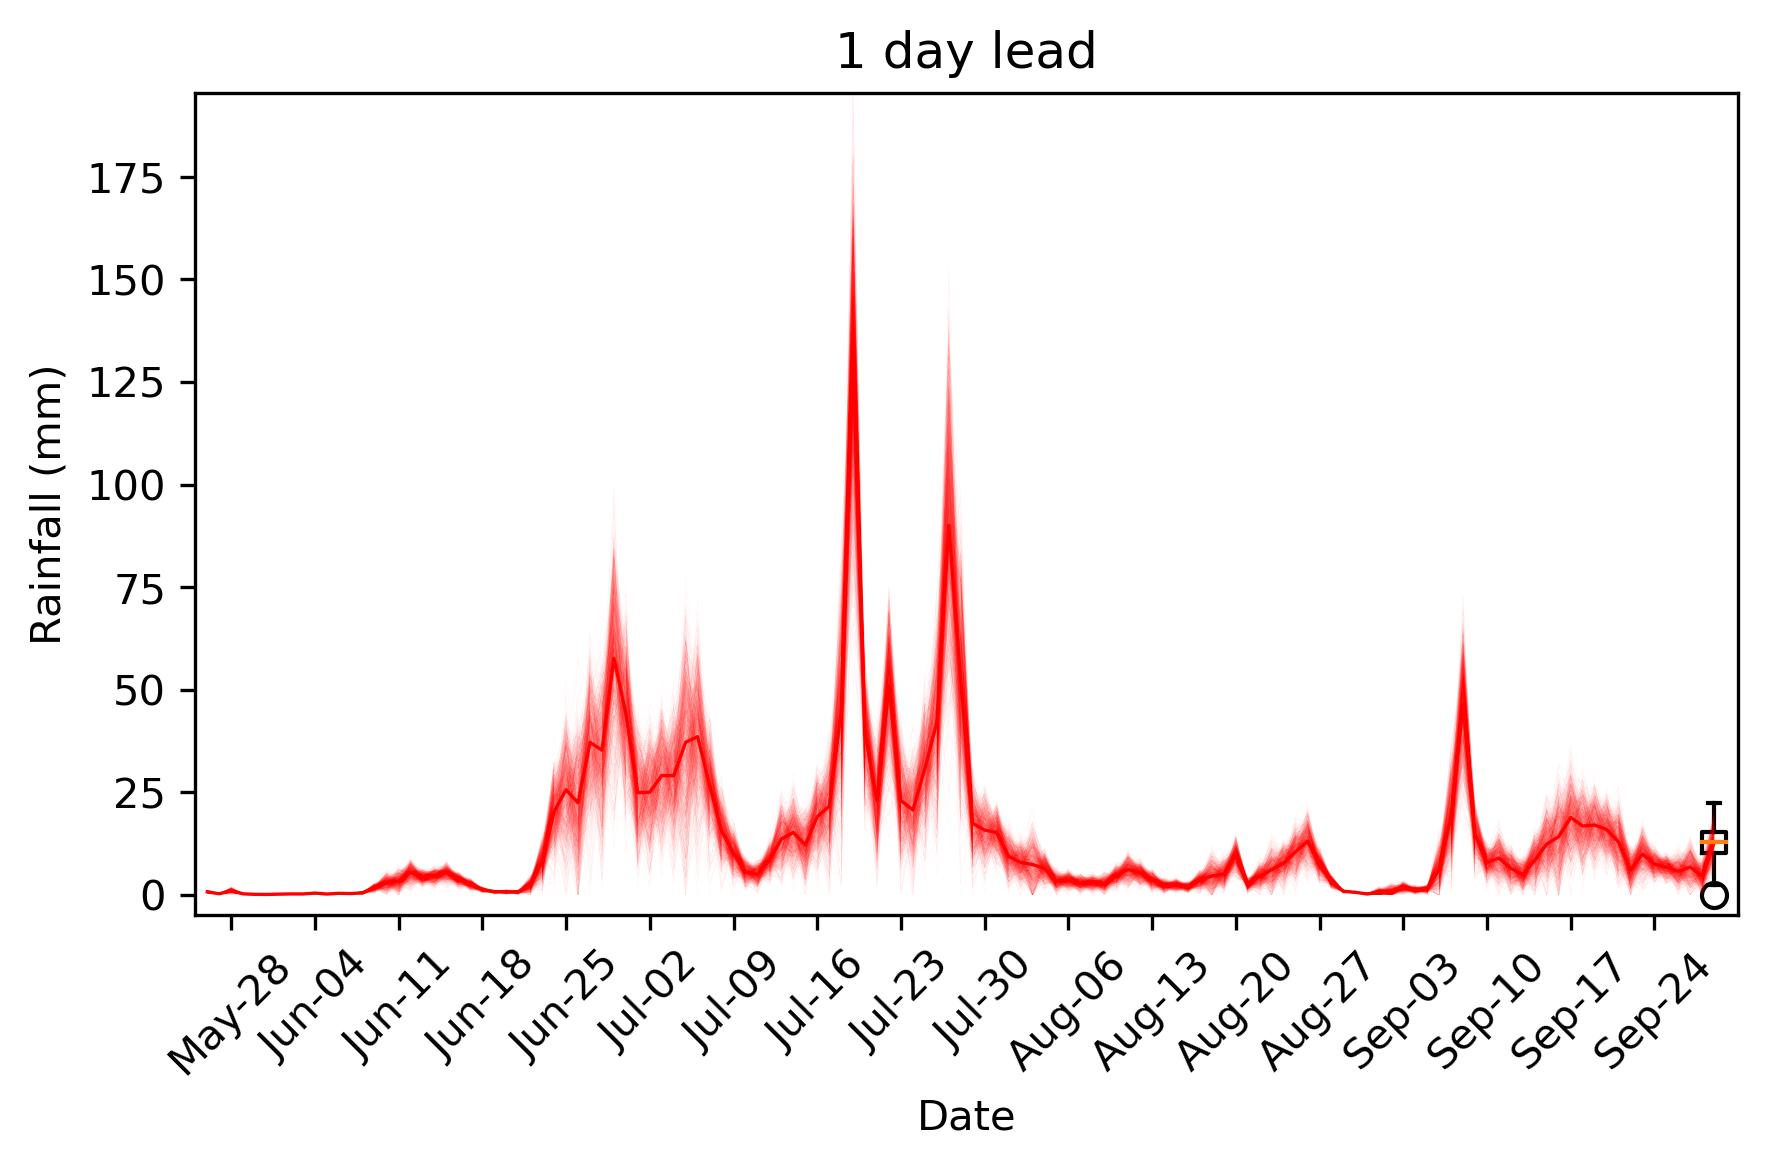 1 day lead
Rainfall (mm)
175
150
125
100
75
50
25
0
May-28
Jun-04
Jun-11
Jun-18
Jun-25
Jul-02
Jul-09
Jul-16
Jul-23
Jul-30
Aug-06
Aug-13
Aug-20
Aug-27
Sep-03
Sep-10
Sep-17
Sep-24
Date